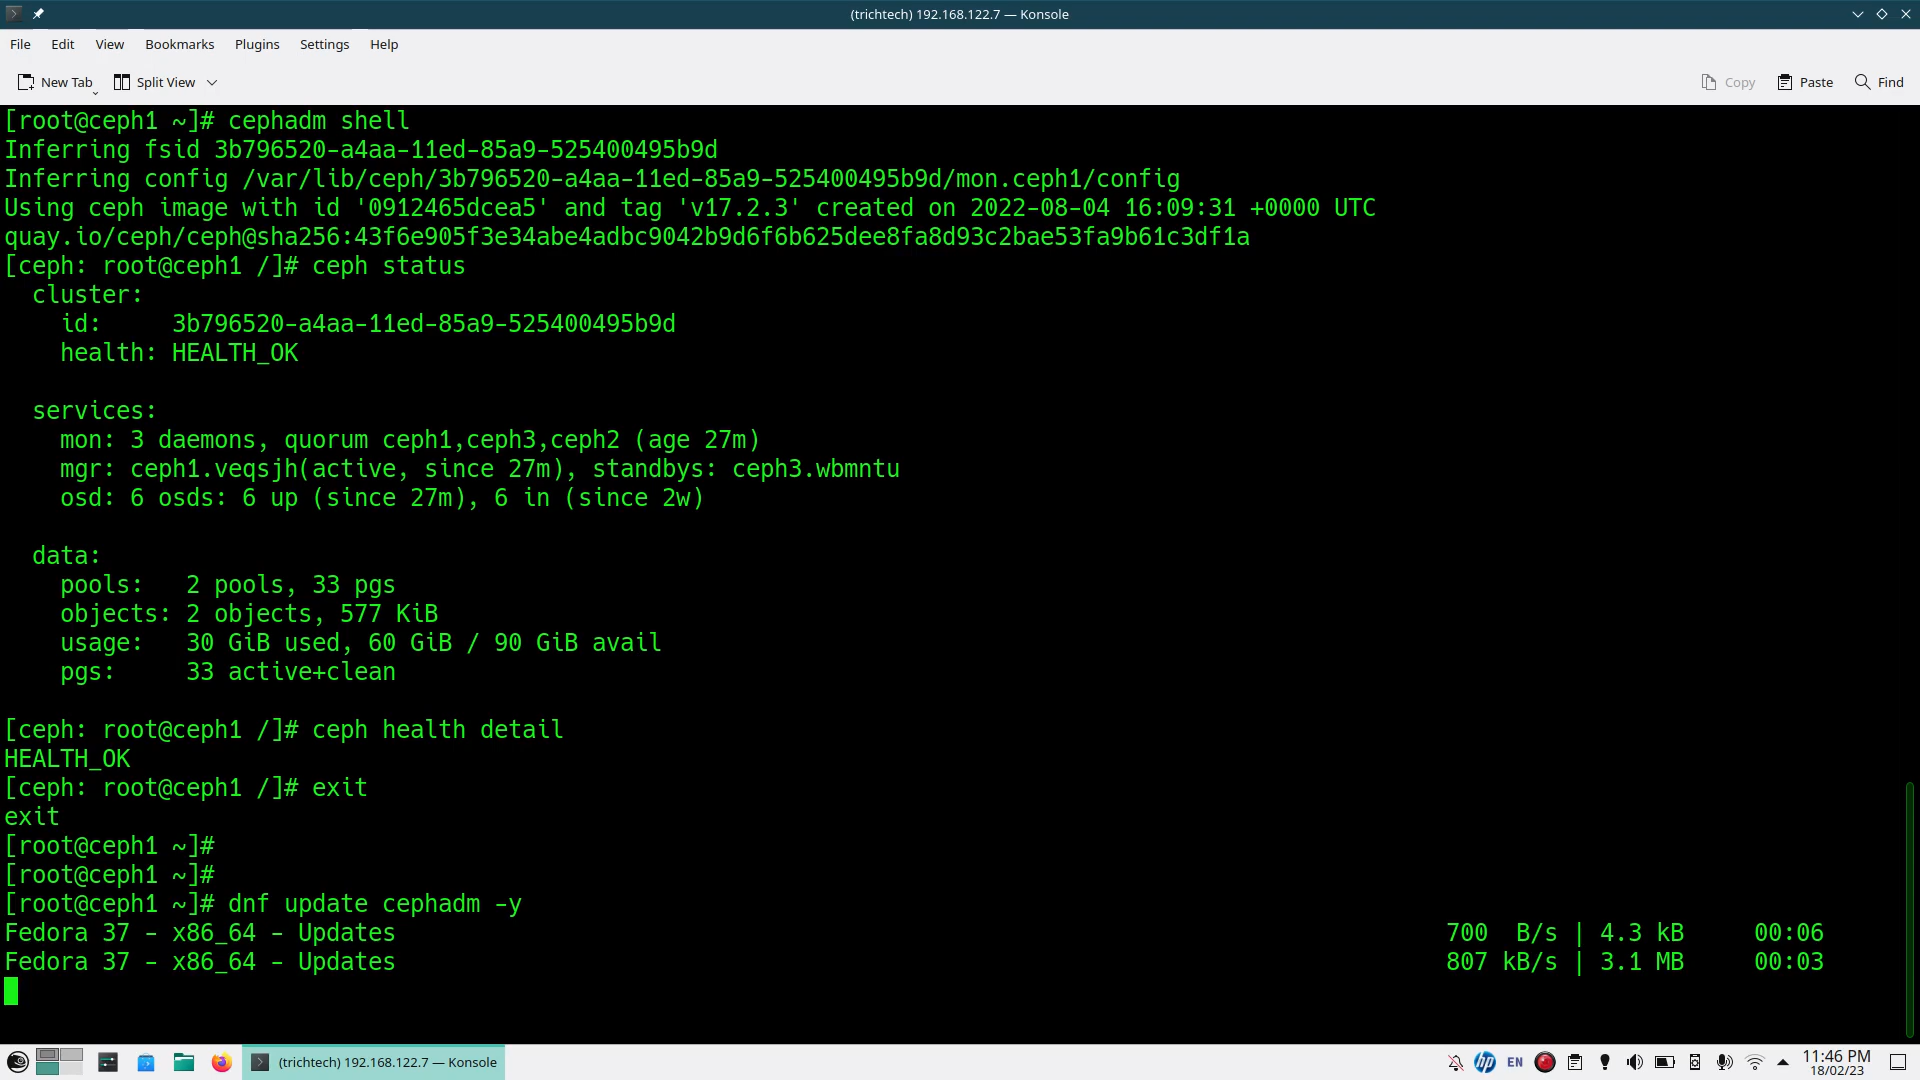 (trichtech) 192.168.122.7 — Konsole
File Edit View Bookmarks Plugins Settings Help
New Tab Split View Copy Paste Find
[root@ceph1 ~]# cephadm shell
Inferring fsid 3b796520-a4aa-11ed-85a9-525400495b9d
Inferring config /var/lib/ceph/3b796520-a4aa-11ed-85a9-525400495b9d/mon.ceph1/config
Using ceph image with id '0912465dcea5' and tag 'v17.2.3' created on 2022-08-04 16:09:31 +0000 UTC
quay.io/ceph/ceph@sha256:43f6e905f3e34abe4adbc9042b9d6f6b625dee8fa8d93c2bae53fa9b61c3df1a
[ceph: root@ceph1 /]# ceph status
  cluster:
    id:     3b796520-a4aa-11ed-85a9-525400495b9d
    health: HEALTH_OK
  services:
    mon: 3 daemons, quorum ceph1,ceph3,ceph2 (age 27m)
    mgr: ceph1.veqsjh(active, since 27m), standbys: ceph3.wbmntu
    osd: 6 osds: 6 up (since 27m), 6 in (since 2w)
  data:
    pools:   2 pools, 33 pgs
    objects: 2 objects, 577 KiB
    usage:   30 GiB used, 60 GiB / 90 GiB avail
    pgs:     33 active+clean
[ceph: root@ceph1 /]# ceph health detail
HEALTH_OK
[ceph: root@ceph1 /]# exit
exit
[root@ceph1 ~]#
[root@ceph1 ~]#
[root@ceph1 ~]# dnf update cephadm -y
Fedora 37 - x86_64 - Updates 700  B/s | 4.3 kB     00:06
Fedora 37 - x86_64 - Updates 807 kB/s | 3.1 MB     00:03
(trichtech) 192.168.122.7 — Konsole hp EN 11:46 PM
18/02/23